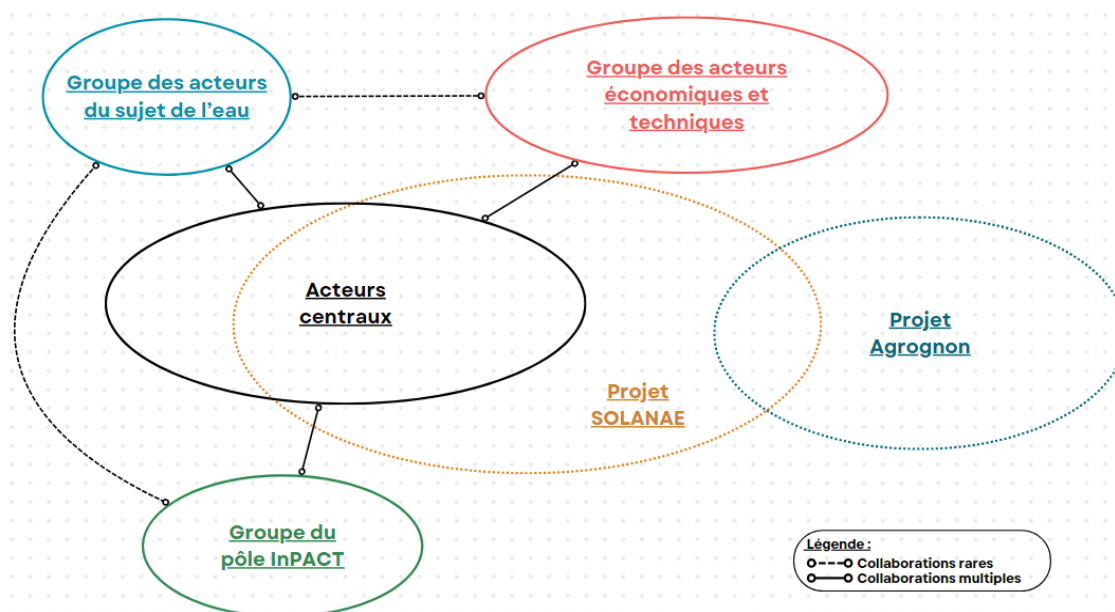 Groupe des acteurs
du sujet de l’eau
Groupe des acteurs
économiques et
techniques
Acteurs
centraux
Projet
Agrognon
Projet
SOLANAE
Groupe du
pôle InPACT
Légende :
Collaborations rares
Collaborations multiples